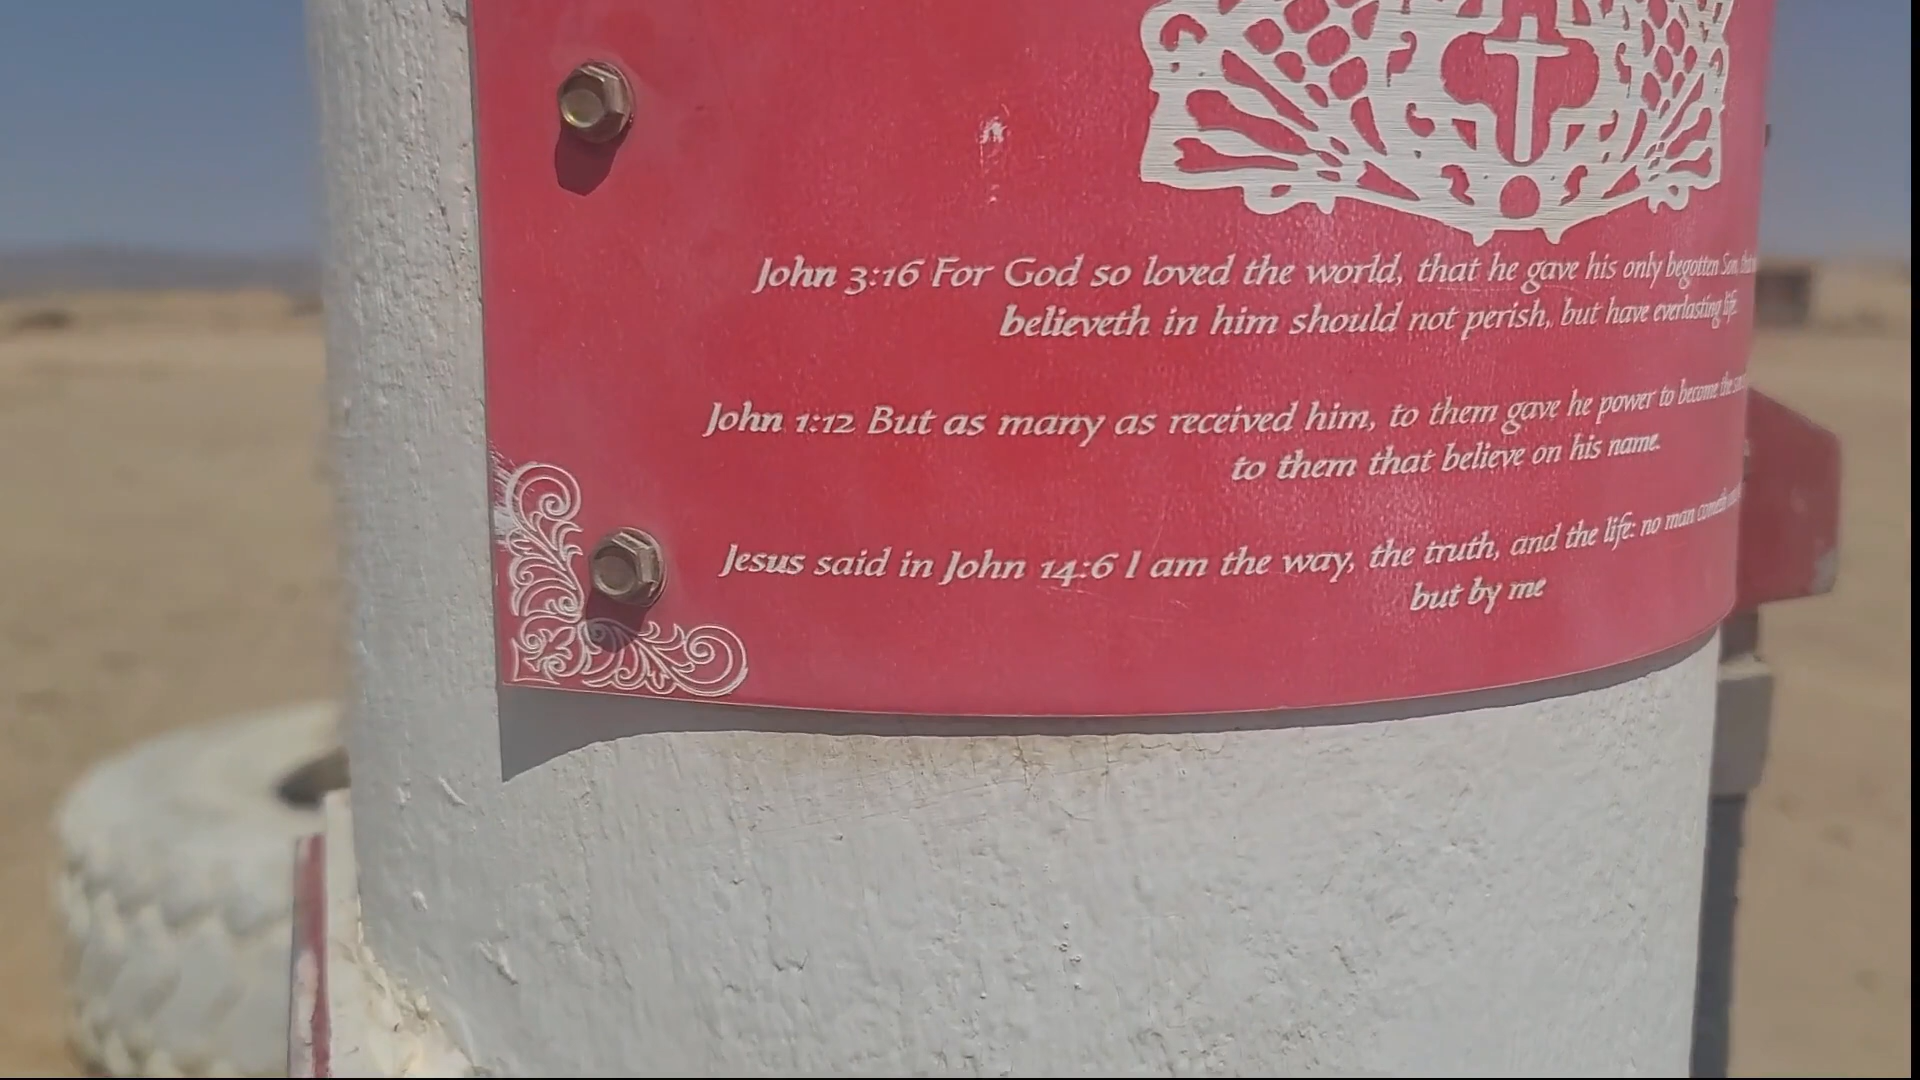 John 3:16 For God so loved the world, that he gave his only begotten Son,
believeth in him should not perish, but have everlasting life.
John 1:12 But as many as received him, to them gave he power to become the
to them that believe on his name.
Jesus said in John 14:6 I am the way, the truth, and the life: no man cometh
but by me